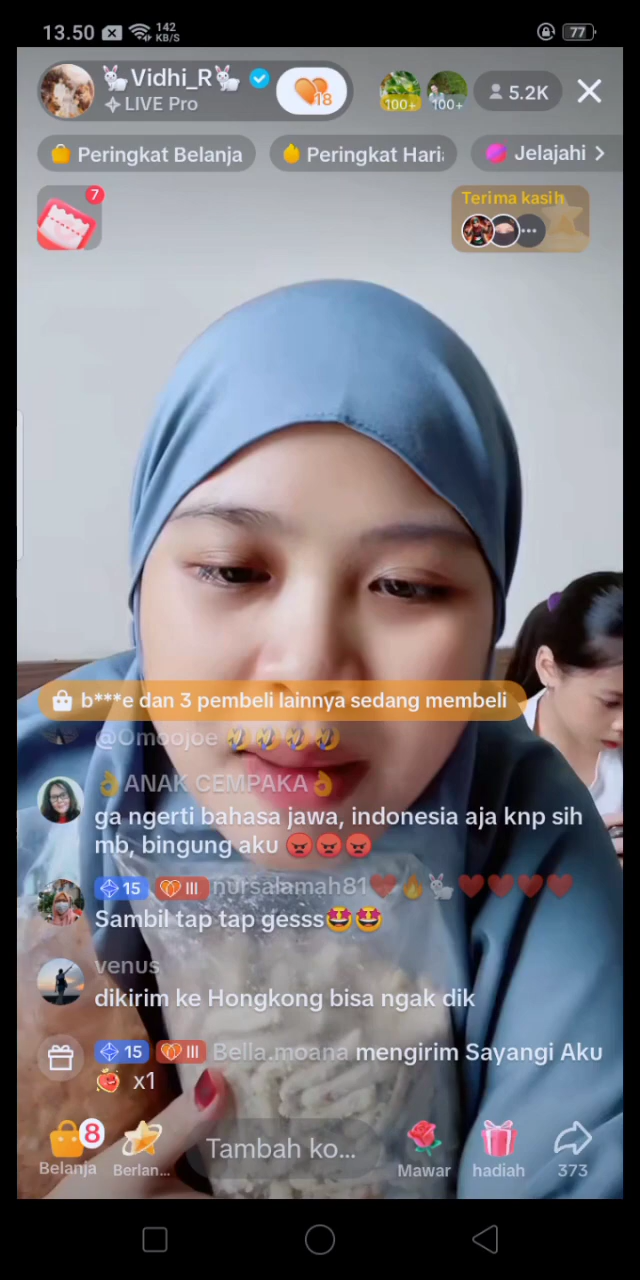 13.50
142
KB/S
77
🐇Vidhi_R🐇
LIVE Pro
18
100+
100+
5.2K
Peringkat Belanja
Peringkat Hari
Jelajahi
7
Terima kasih
b***e dan 3 pembeli lainnya sedang membeli
@Omoojoe 🤣🤣🤣🤣
👌ANAK CEMPAKA👌
ga ngerti bahasa jawa, indonesia aja knp sih
mb, bingung aku 😡😡😡
15 III nursalamah81❤️🔥🐇❤️❤️❤️❤️
Sambil tap tap gesss🤩🤩
venus
dikirim ke Hongkong bisa ngak dik
15 III Bella.moana mengirim Sayangi Aku
x1
8
Belanja
Berlan...
Tambah ko...
Mawar
hadiah
373